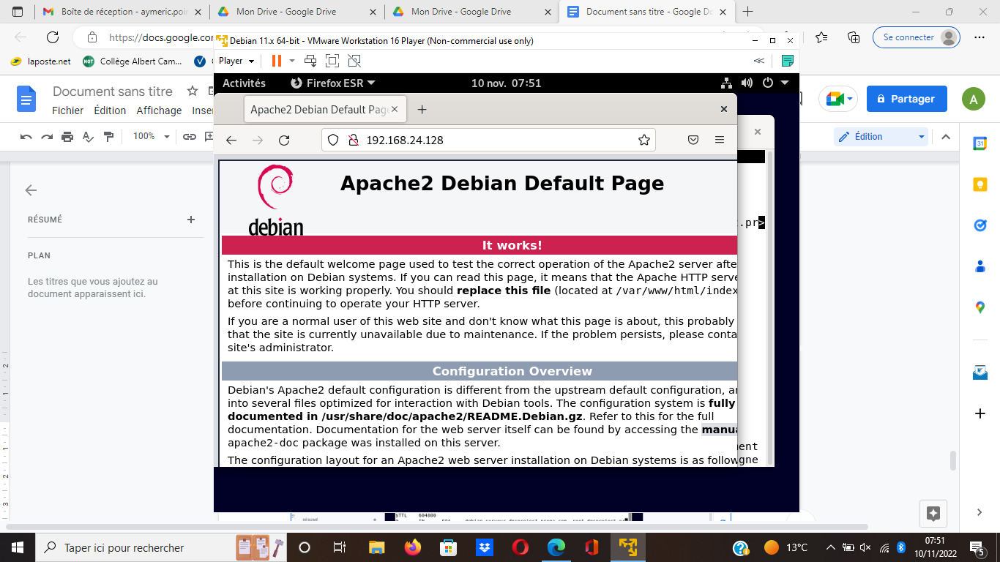 Boîte de réception - aymeric.poi
Mon Drive - Google Drive
Mon Drive - Google Drive
Document sans titre - Google Do
https://docs.google.com
Se connecter
laposte.net
Collège Albert Cam...
Debian 11.x 64-bit - VMware Workstation 16 Player (Non-commercial use only)
Player
Activités
Firefox ESR
10 nov. 07:51
Document sans titre
Fichier
Édition
Affichage
Inser
Partager
A
100%
Édition
31
Apache2 Debian Default Page
192.168.24.128
RÉSUMÉ
PLAN
Les titres que vous ajoutez au
document apparaissent ici.
debian
Apache2 Debian Default Page
It works!
This is the default welcome page used to test the correct operation of the Apache2 server afte
installation on Debian systems. If you can read this page, it means that the Apache HTTP serve
at this site is working properly. You should replace this file (located at /var/www/html/index
before continuing to operate your HTTP server.
If you are a normal user of this web site and don't know what this page is about, this probably
that the site is currently unavailable due to maintenance. If the problem persists, please conta
site's administrator.
Configuration Overview
Debian's Apache2 default configuration is different from the upstream default configuration, an
into several files optimized for interaction with Debian tools. The configuration system is fully
documented in /usr/share/doc/apache2/README.Debian.gz. Refer to this for the full
documentation. Documentation for the web server itself can be found by accessing the manua
apache2-doc package was installed on this server.
The configuration layout for an Apache2 web server installation on Debian systems is as follow
.pr>
ent
gne
2
1
1
2
3
$TTL 604800
Taper ici pour rechercher
13°C
07:51
10/11/2022
5